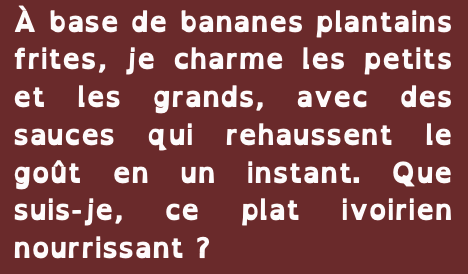 À base de bananes plantains
frites, je charme les petits
et les grands, avec des
sauces qui rehaussent le
goût en un instant. Que
suis-je, ce plat ivoirien
nourrissant ?